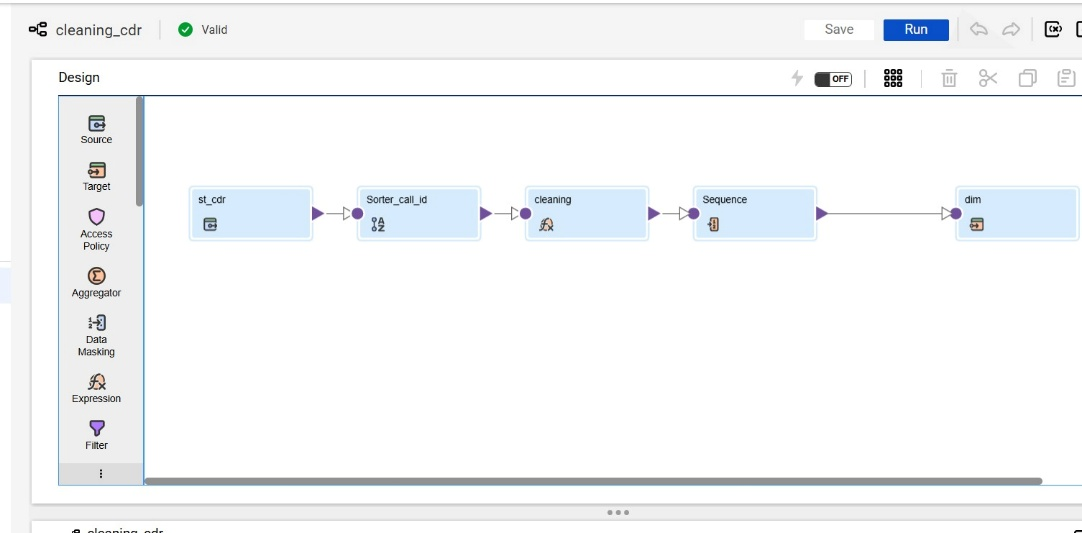 cleaning_cdr
Valid
Save
Run
Design
OFF
Source
Target
Access
Policy
Aggregator
Data
Masking
Expression
Filter
st_cdr
Sorter_call_id
cleaning
Sequence
dim
cleaning_cdr